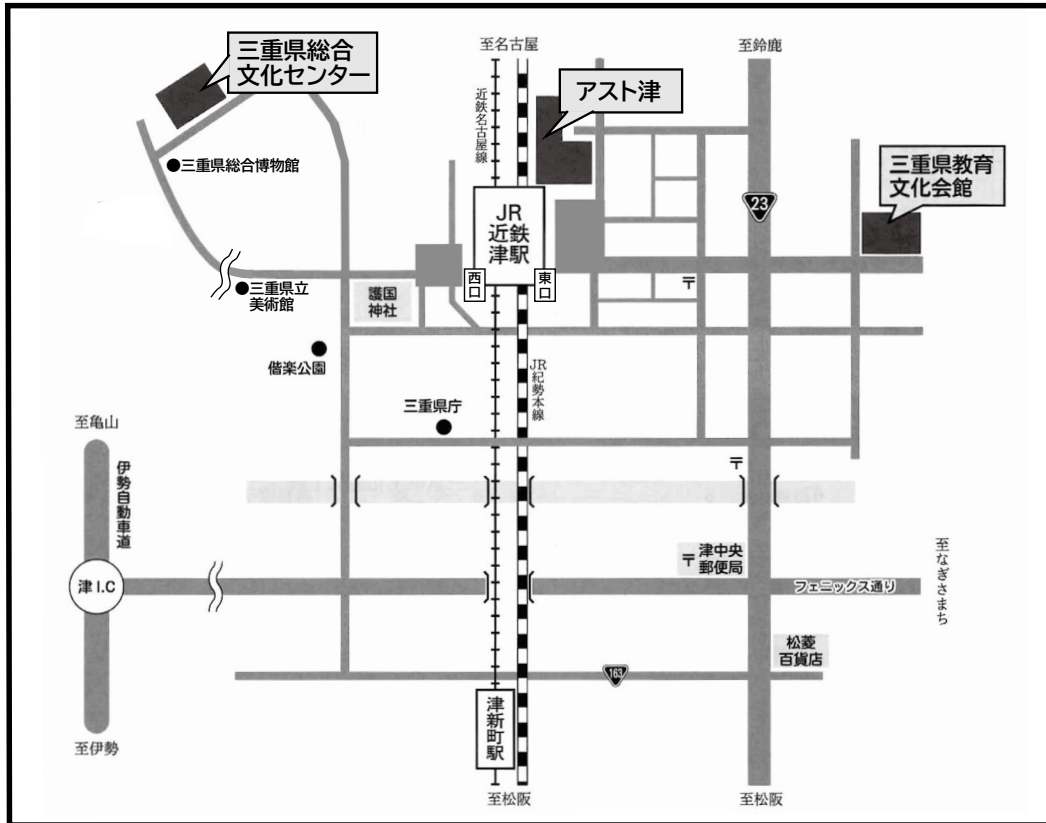 至名古屋
至鈴鹿
三重県総合
文化センター
アスト津
近鉄名古屋線
三重県教育
文化会館
三重県総合博物館
23
JR
近鉄
津駅
西口
東口
〒
三重県立
美術館
護国
神社
偕楽公園
JR紀勢本線
三重県庁
至亀山
伊勢自動車道
〒
津I.C
〒
津中央
郵便局
フェニックス通り
至なぎさまち
松菱
百貨店
163
津新町駅
至伊勢
至松阪
至松阪